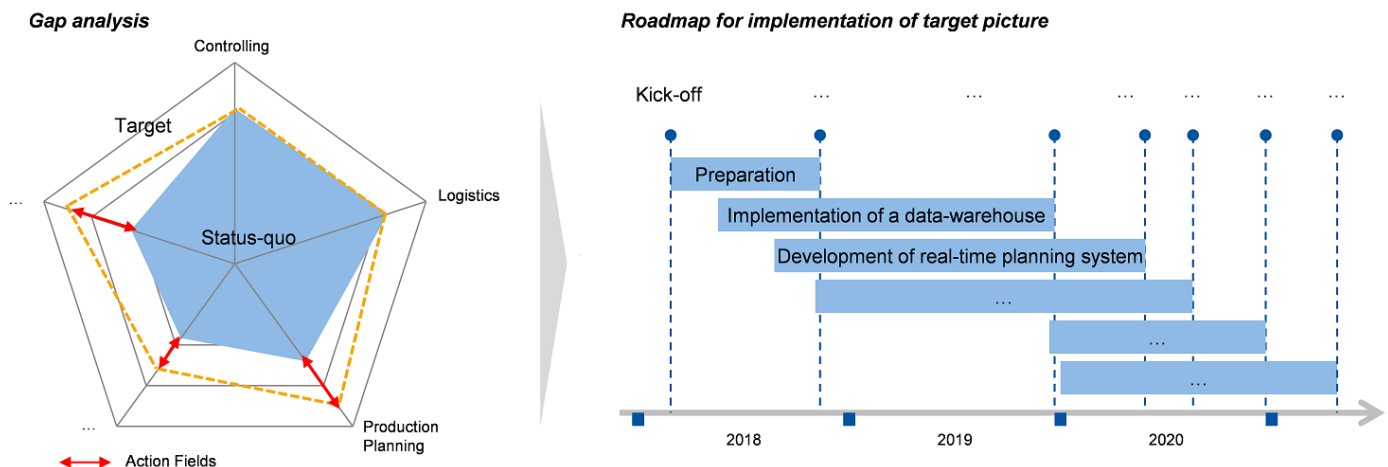 Gap analysis
Controlling
Target
...
Logistics
Status-quo
...
Production
Planning
Action Fields
Roadmap for implementation of target picture
Kick-off
...
...
...
...
...
...
Preparation
Implementation of a data-warehouse
Development of real-time planning system
...
...
...
2018
2019
2020